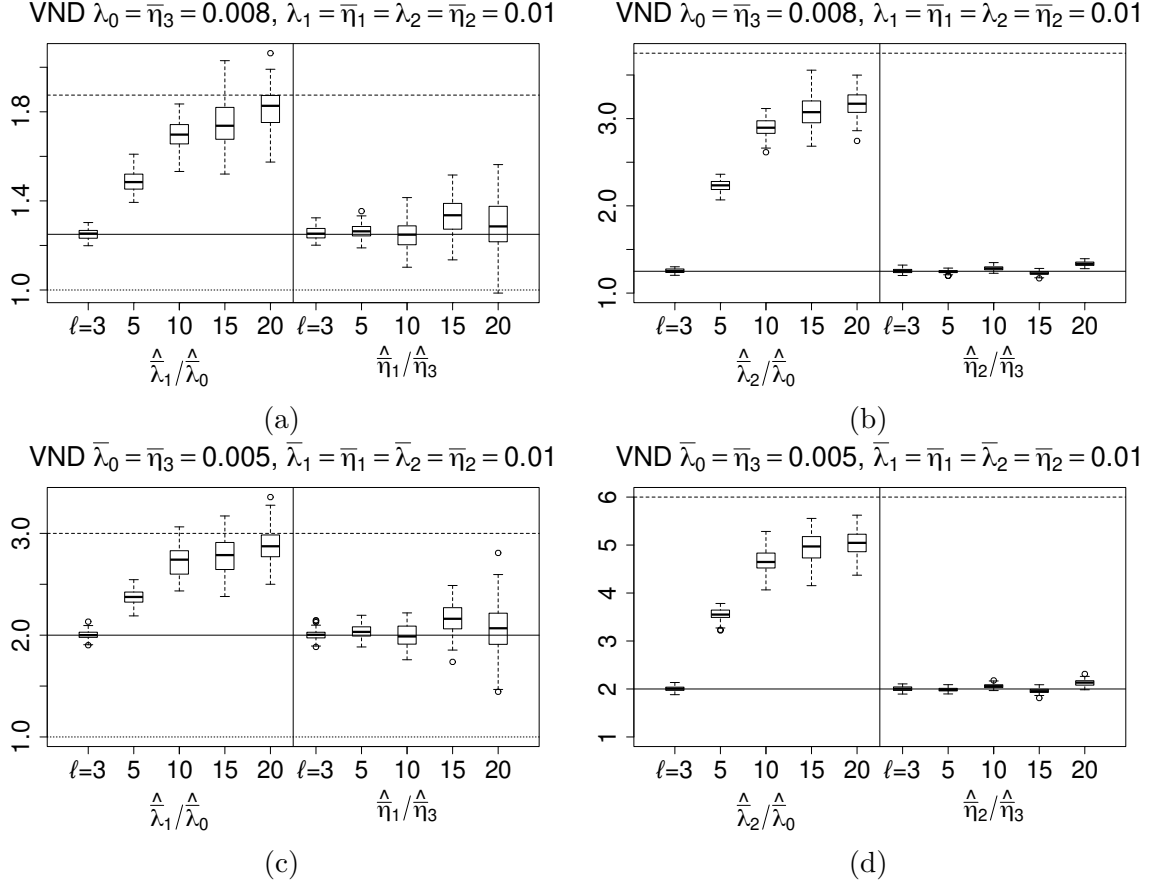 VND λ̅₀ = η̅₃ = 0.008, λ̅₁ = η̅₁ = λ̅₂ = η̅₂ = 0.01
1.8
1.4
1.0
ℓ=3 5 10 15 20 ℓ=3 5 10 15 20
λ̅̂₁/λ̅̂₀ η̅̂₁/η̅̂₃
(a)
VND λ̅₀ = η̅₃ = 0.008, λ̅₁ = η̅₁ = λ̅₂ = η̅₂ = 0.01
3.0
2.0
1.0
ℓ=3 5 10 15 20 ℓ=3 5 10 15 20
λ̅̂₂/λ̅̂₀ η̅̂₂/η̅̂₃
(b)
VND λ̅₀ = η̅₃ = 0.005, λ̅₁ = η̅₁ = λ̅₂ = η̅₂ = 0.01
3.0
2.0
1.0
ℓ=3 5 10 15 20 ℓ=3 5 10 15 20
λ̅̂₁/λ̅̂₀ η̅̂₁/η̅̂₃
(c)
VND λ̅₀ = η̅₃ = 0.005, λ̅₁ = η̅₁ = λ̅₂ = η̅₂ = 0.01
6
5
4
3
2
1
ℓ=3 5 10 15 20 ℓ=3 5 10 15 20
λ̅̂₂/λ̅̂₀ η̅̂₂/η̅̂₃
(d)